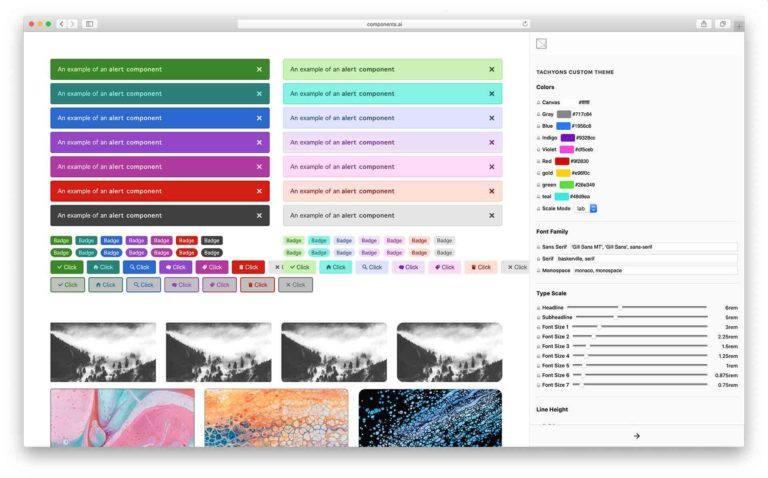 components.ai
An example of an alert component ×
An example of an alert component ×
An example of an alert component ×
An example of an alert component ×
An example of an alert component ×
An example of an alert component ×
An example of an alert component ×
An example of an alert component ×
An example of an alert component ×
An example of an alert component ×
An example of an alert component ×
An example of an alert component ×
An example of an alert component ×
An example of an alert component ×
Badge Badge Badge Badge Badge Badge Badge
Badge Badge Badge Badge Badge Badge Badge
Badge Badge Badge Badge Badge Badge Badge
Badge Badge Badge Badge Badge Badge Badge
Click Click Click Click Click Click
Click Click Click Click Click Click Click
Click Click Click Click Click Click Click
TACHYONS CUSTOM THEME
Colors
Canvas #ffffff
Gray #717c84
Blue #1956c8
Indigo #9328cc
Violet #df5ceb
Red #9f2830
gold #e96f0c
green #26e349
teal #48d9ea
Scale Mode lab
Font Family
Sans Serif 'Gill Sans MT', 'Gill Sans', sans-serif
Serif baskerville, serif
Monospace monaco, monospace
Type Scale
Headline 6rem
Subheadline 5rem
Font Size 1 3rem
Font Size 2 2.25rem
Font Size 3 1.5rem
Font Size 4 1.25rem
Font Size 5 1rem
Font Size 6 0.875rem
Font Size 7 0.75rem
Line Height